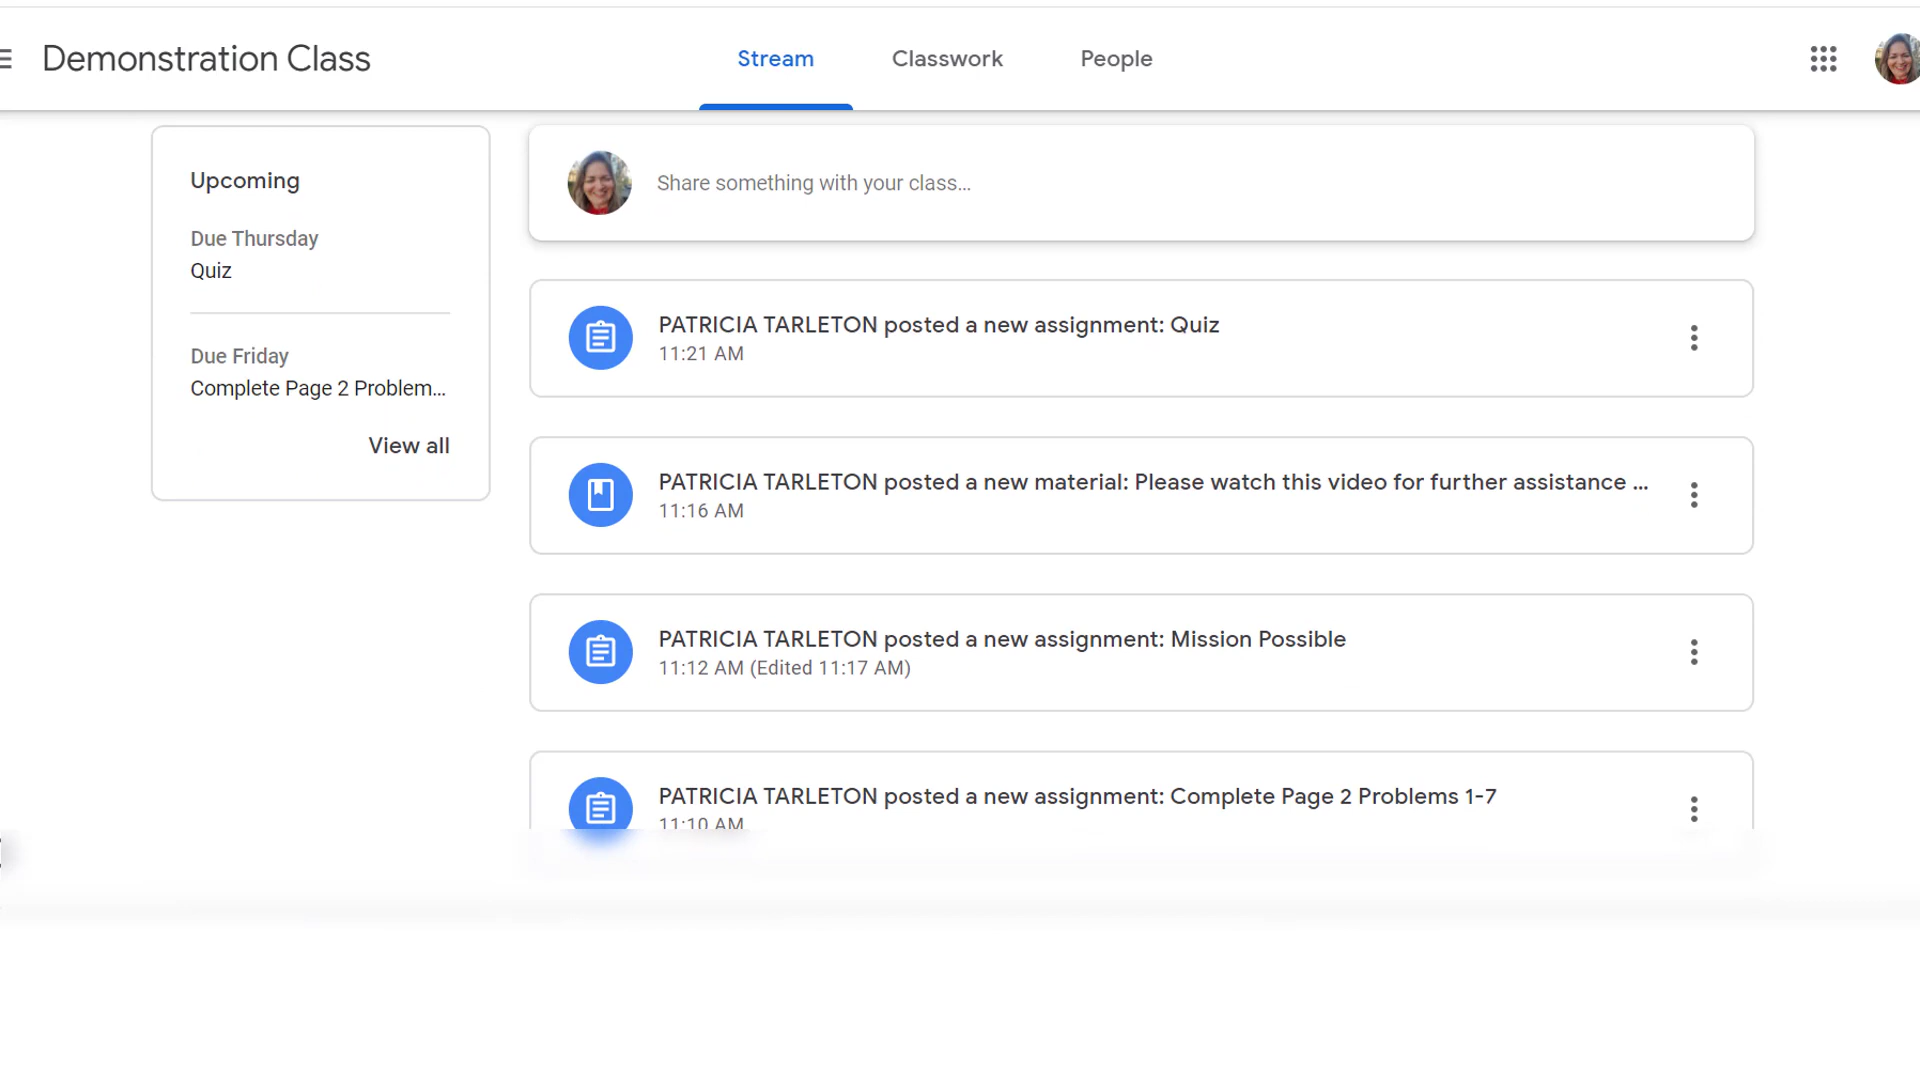 Demonstration Class
Stream
Classwork
People
Upcoming
Due Thursday
Quiz
Due Friday
Complete Page 2 Problem...
View all
Share something with your class...
PATRICIA TARLETON posted a new assignment: Quiz
11:21 AM
PATRICIA TARLETON posted a new material: Please watch this video for further assistance ...
11:16 AM
PATRICIA TARLETON posted a new assignment: Mission Possible
11:12 AM (Edited 11:17 AM)
PATRICIA TARLETON posted a new assignment: Complete Page 2 Problems 1-7
11:10 AM